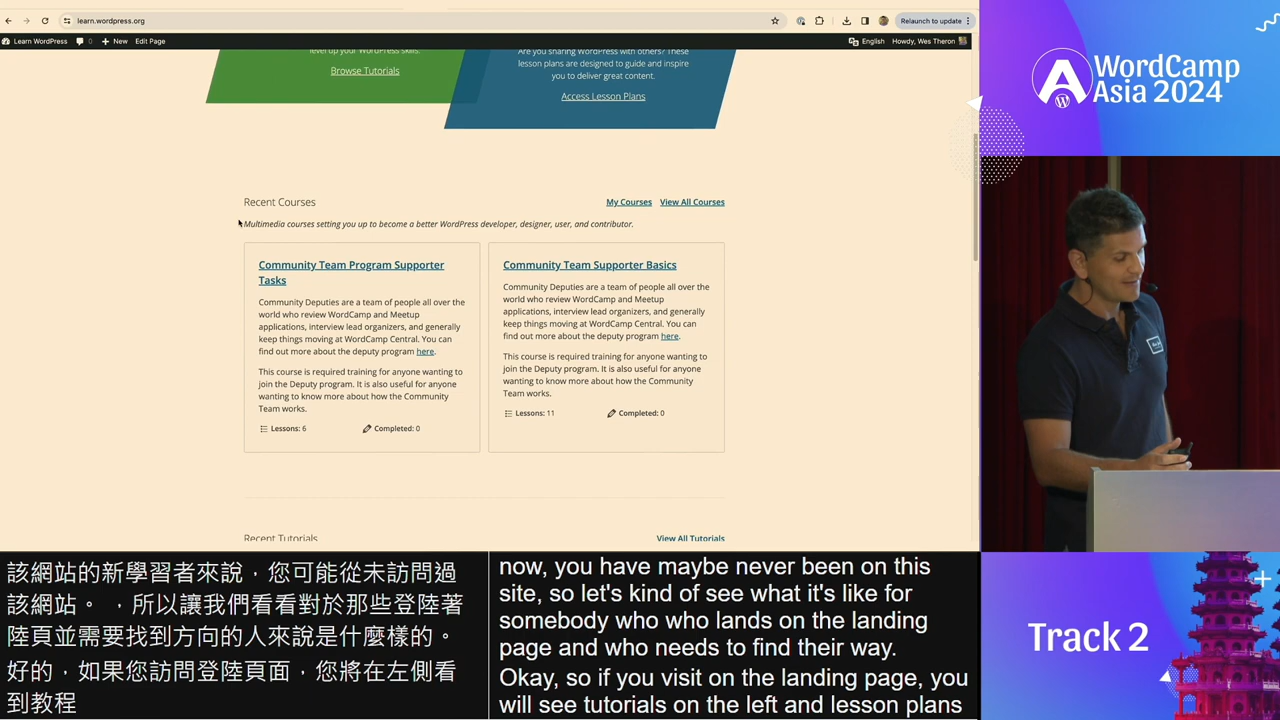 learn.wordpress.org
Relaunch to update
Learn WordPress 0 New Edit Page
English Howdy, Wes Theron
level up your WordPress skills.
Browse Tutorials
Are you sharing WordPress with others? These
lesson plans are designed to guide and inspire
you to deliver great content.
Access Lesson Plans
Recent Courses
My Courses View All Courses
Multimedia courses setting you up to become a better WordPress developer, designer, user, and contributor.
Community Team Program Supporter
Tasks
Community Deputies are a team of people all over the
world who review WordCamp and Meetup
applications, interview lead organizers, and generally
keep things moving at WordCamp Central. You can
find out more about the deputy program here.
This course is required training for anyone wanting to
join the Deputy program. It is also useful for anyone
wanting to know more about how the Community
Team works.
Lessons: 6 Completed: 0
Community Team Supporter Basics
Community Deputies are a team of people all over the
world who review WordCamp and Meetup
applications, interview lead organizers, and generally
keep things moving at WordCamp Central. You can
find out more about the deputy program here.
This course is required training for anyone wanting to
join the Deputy program. It is also useful for anyone
wanting to know more about how the Community
Team works.
Lessons: 11 Completed: 0
Recent Tutorials
View All Tutorials
WordCamp
Asia 2024
該網站的新學習者來說，您可能從未訪問過
該網站。 ，所以讓我們看看對於那些登陸著
陸頁並需要找到方向的人來說是什麼樣的。
好的，如果您訪問登陸頁面，您將在左側看
到教程
now, you have maybe never been on this
site, so let's kind of see what it's like for
somebody who who lands on the landing
page and who needs to find their way.
Okay, so if you visit on the landing page, you
will see tutorials on the left and lesson plans
Track 2